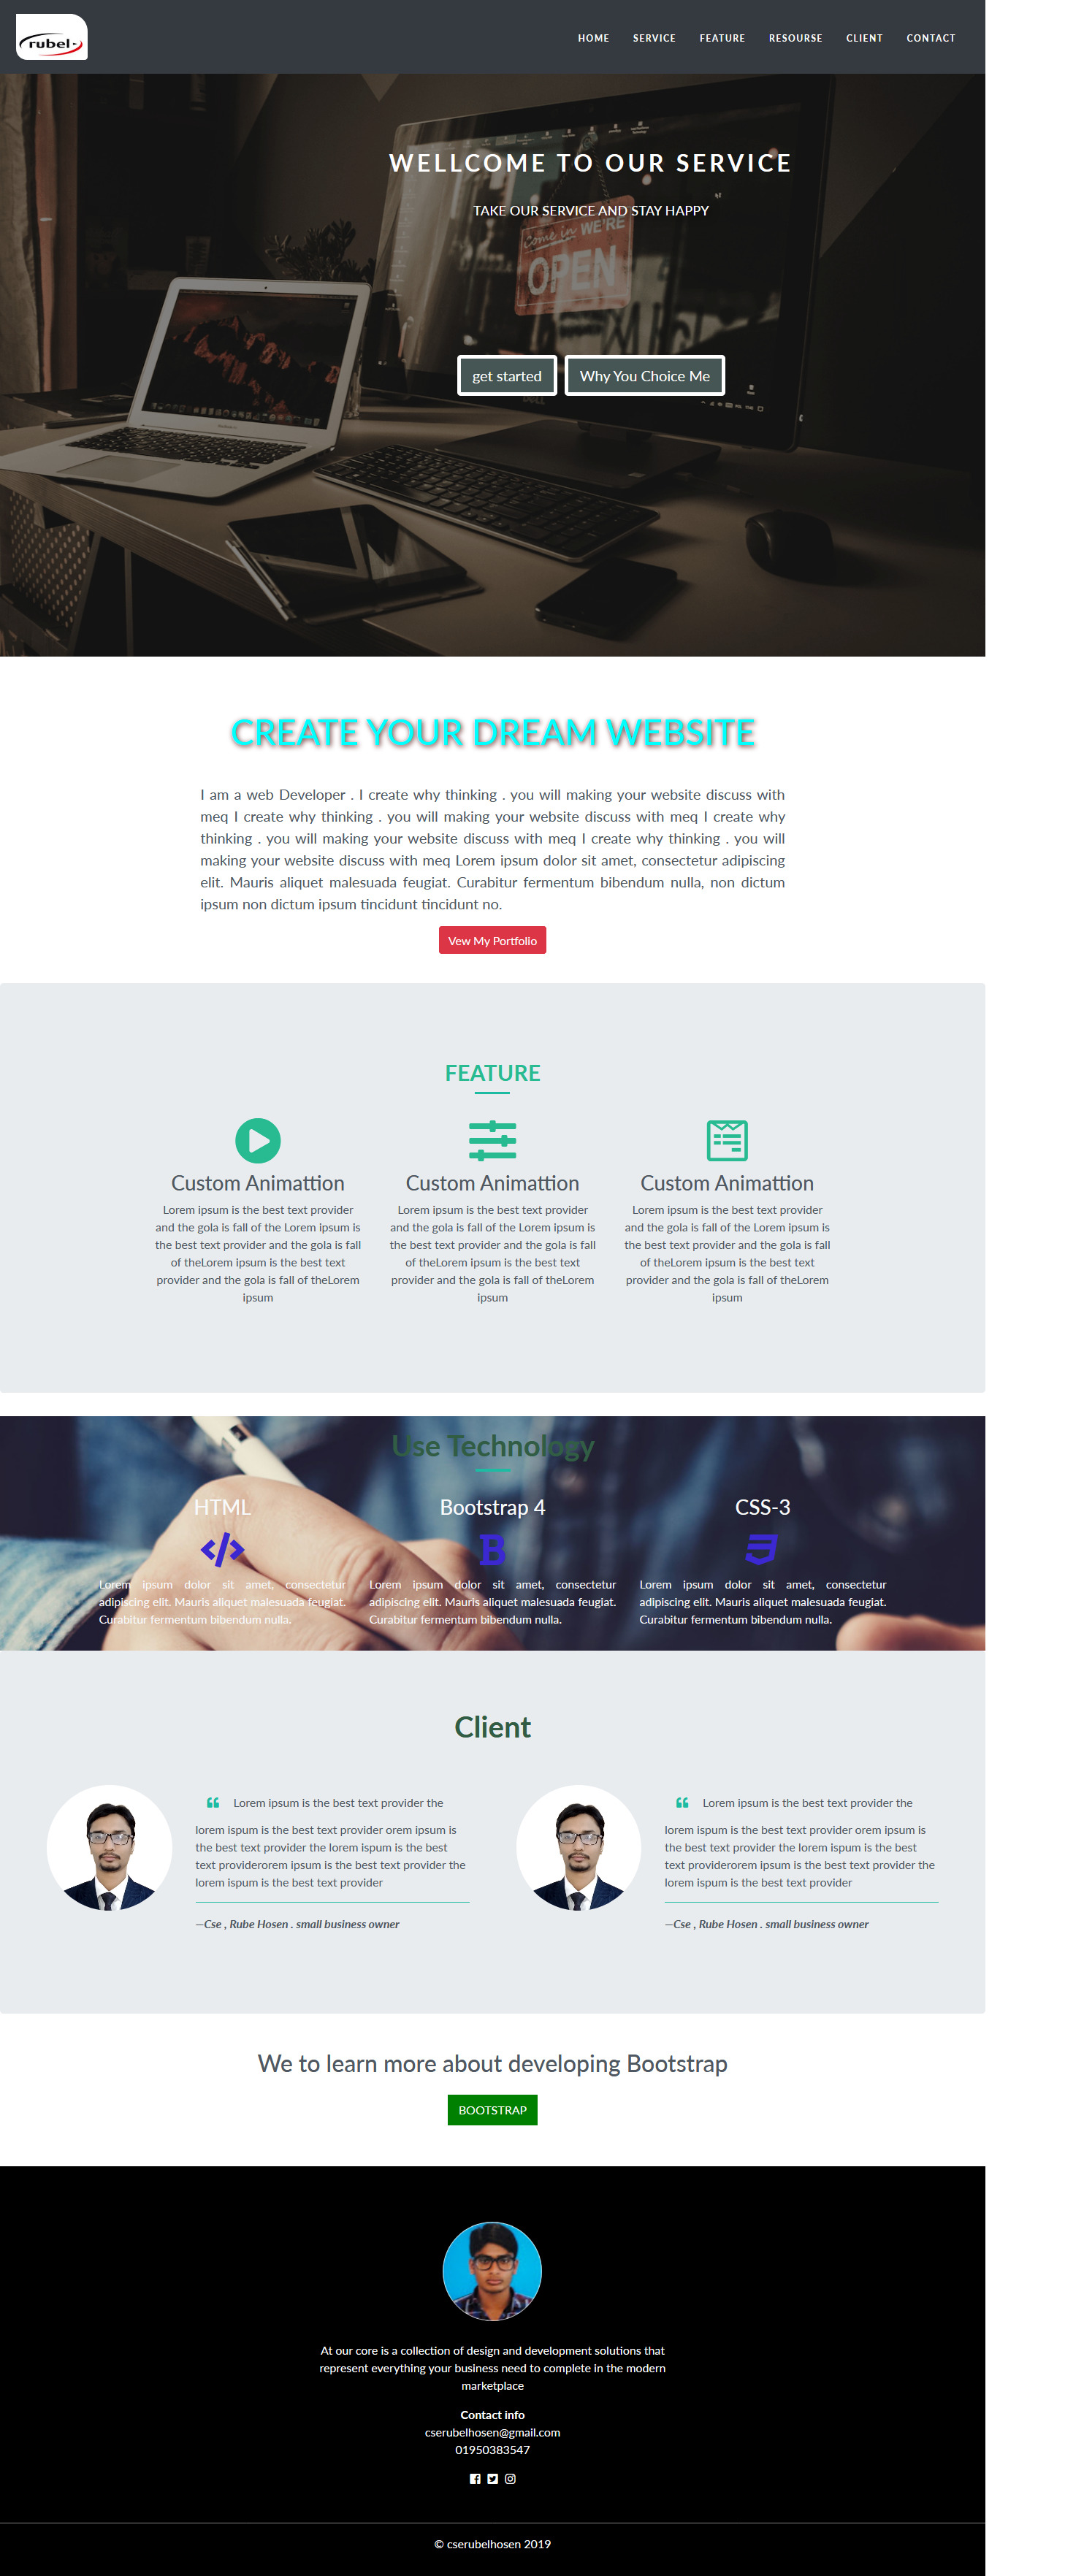 rubel
HOME SERVICE FEATURE RESOURSE CLIENT CONTACT
WELLCOME TO OUR SERVICE
TAKE OUR SERVICE AND STAY HAPPY
Come in WE'RE
OPEN
get started Why You Choice Me
CREATE YOUR DREAM WEBSITE
I am a web Developer . I create why thinking . you will making your website discuss with
meq I create why thinking . you will making your website discuss with meq I create why
thinking . you will making your website discuss with meq I create why thinking . you will
making your website discuss with meq Lorem ipsum dolor sit amet, consectetur adipiscing
elit. Mauris aliquet malesuada feugiat. Curabitur fermentum bibendum nulla, non dictum
ipsum non dictum ipsum tincidunt tincidunt no.
Vew My Portfolio
FEATURE
Custom Animattion
Lorem ipsum is the best text provider
and the gola is fall of the Lorem ipsum is
the best text provider and the gola is fall
of theLorem ipsum is the best text
provider and the gola is fall of theLorem
ipsum
Custom Animattion
Lorem ipsum is the best text provider
and the gola is fall of the Lorem ipsum is
the best text provider and the gola is fall
of theLorem ipsum is the best text
provider and the gola is fall of theLorem
ipsum
Custom Animattion
Lorem ipsum is the best text provider
and the gola is fall of the Lorem ipsum is
the best text provider and the gola is fall
of theLorem ipsum is the best text
provider and the gola is fall of theLorem
ipsum
Use Technology
HTML
Lorem ipsum dolor sit amet, consectetur
adipiscing elit. Mauris aliquet malesuada feugiat.
Curabitur fermentum bibendum nulla.
Bootstrap 4
B
Lorem ipsum dolor sit amet, consectetur
adipiscing elit. Mauris aliquet malesuada feugiat.
Curabitur fermentum bibendum nulla.
CSS-3
Lorem ipsum dolor sit amet, consectetur
adipiscing elit. Mauris aliquet malesuada feugiat.
Curabitur fermentum bibendum nulla.
Client
“ Lorem ipsum is the best text provider the
lorem ispum is the best text provider orem ipsum is
the best text provider the lorem ispum is the best
text providerorem ipsum is the best text provider the
lorem ispum is the best text provider
—Cse , Rube Hosen . small business owner
“ Lorem ipsum is the best text provider the
lorem ispum is the best text provider orem ipsum is
the best text provider the lorem ispum is the best
text providerorem ipsum is the best text provider the
lorem ispum is the best text provider
—Cse , Rube Hosen . small business owner
We to learn more about developing Bootstrap
BOOTSTRAP
At our core is a collection of design and development solutions that
represent everything your business need to complete in the modern
marketplace
Contact info
cserubelhosen@gmail.com
01950383547
© cserubelhosen 2019